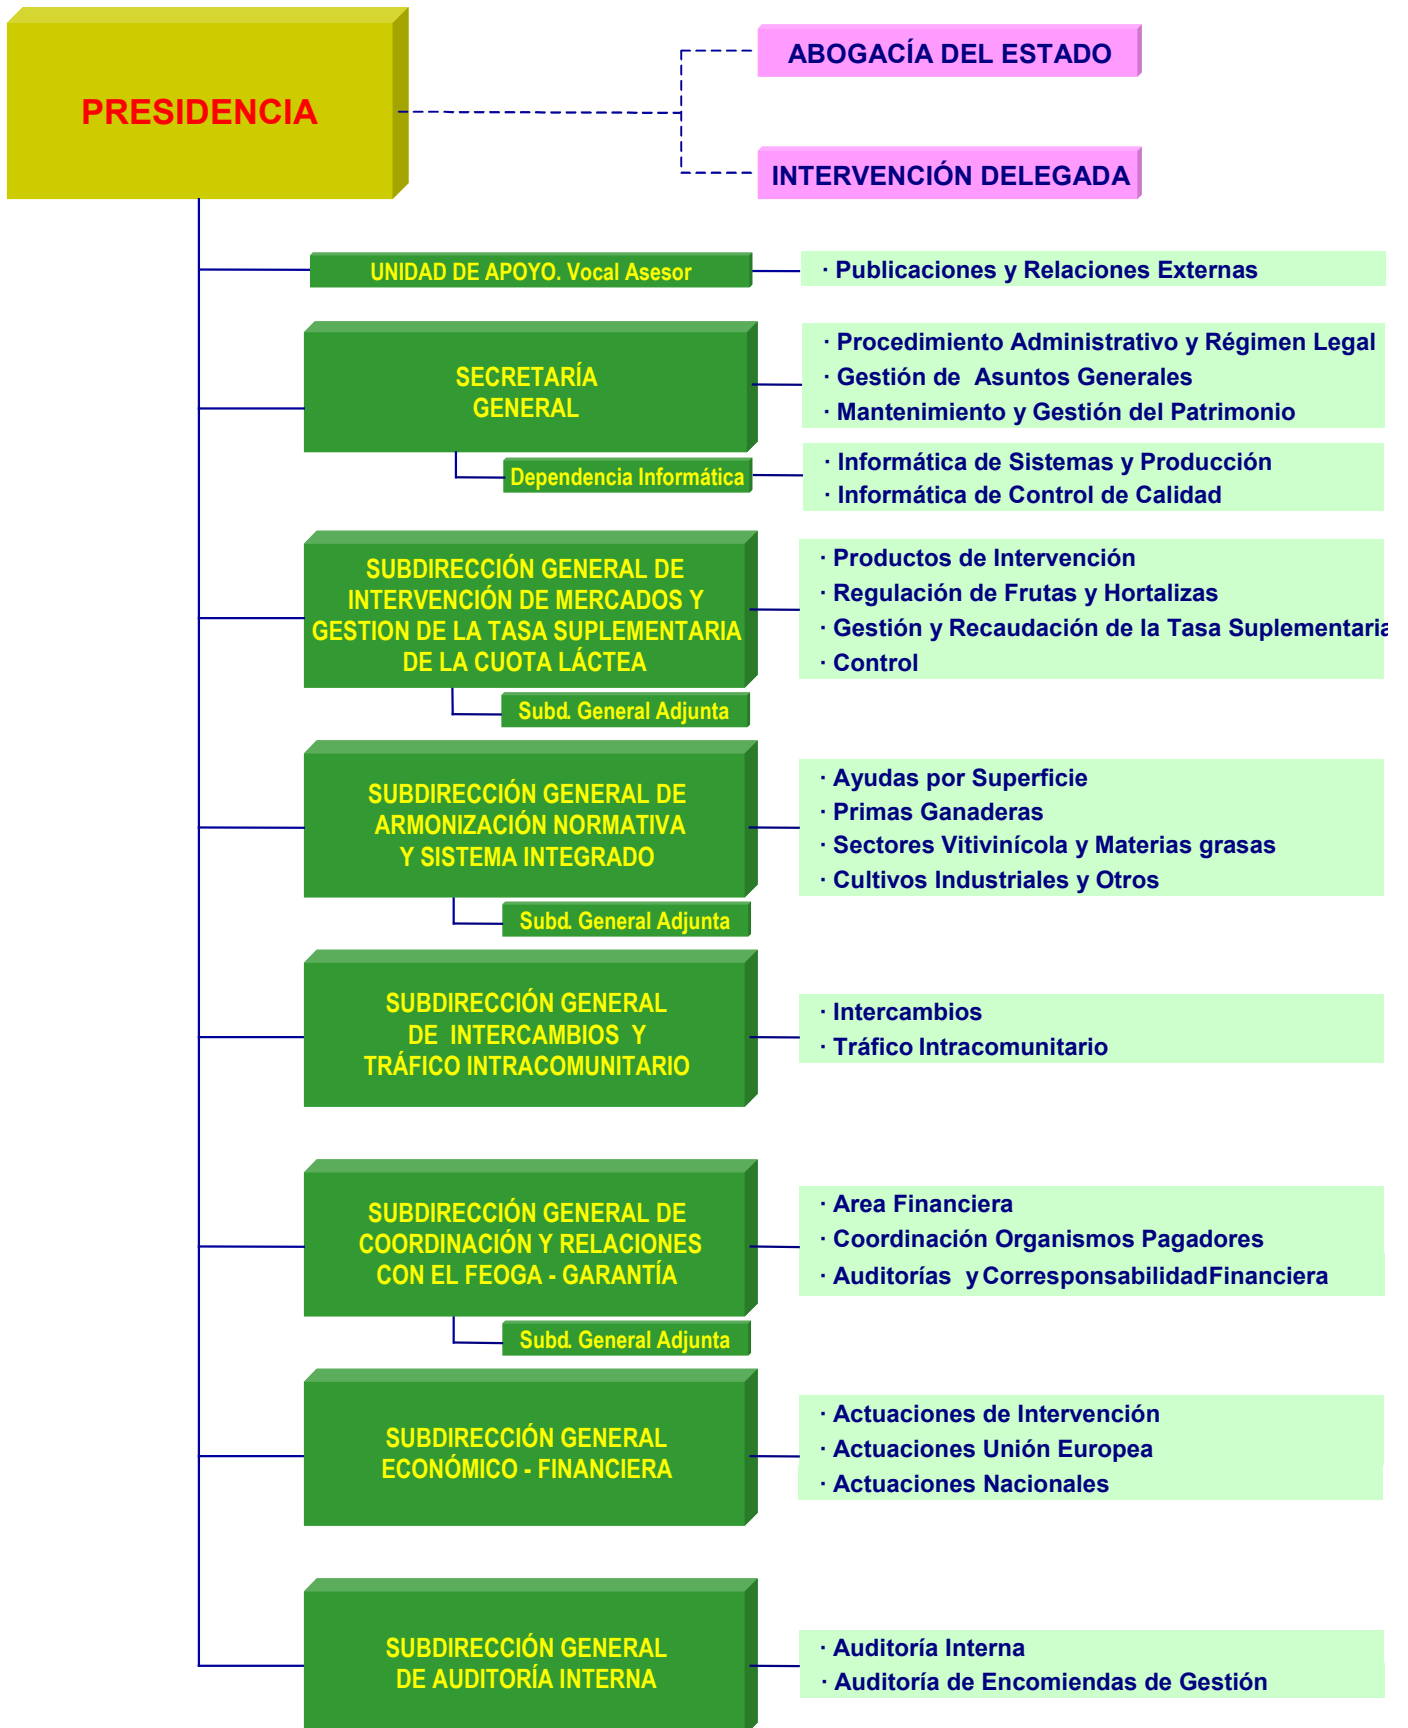 PRESIDENCIA
ABOGACÍA DEL ESTADO
INTERVENCIÓN DELEGADA
UNIDAD DE APOYO. Vocal Asesor
· Publicaciones y Relaciones Externas
SECRETARÍA
GENERAL
· Procedimiento Administrativo y Régimen Legal
· Gestión de Asuntos Generales
· Mantenimiento y Gestión del Patrimonio
Dependencia Informática
· Informática de Sistemas y Producción
· Informática de Control de Calidad
SUBDIRECCIÓN GENERAL DE
INTERVENCIÓN DE MERCADOS Y
GESTION DE LA TASA SUPLEMENTARIA
DE LA CUOTA LÁCTEA
· Productos de Intervención
· Regulación de Frutas y Hortalizas
· Gestión y Recaudación de la Tasa Suplementaria
· Control
Subd. General Adjunta
SUBDIRECCIÓN GENERAL DE
ARMONIZACIÓN NORMATIVA
Y SISTEMA INTEGRADO
· Ayudas por Superficie
· Primas Ganaderas
· Sectores Vitivinícola y Materias grasas
· Cultivos Industriales y Otros
Subd. General Adjunta
SUBDIRECCIÓN GENERAL
DE INTERCAMBIOS Y
TRÁFICO INTRACOMUNITARIO
· Intercambios
· Tráfico Intracomunitario
SUBDIRECCIÓN GENERAL DE
COORDINACIÓN Y RELACIONES
CON EL FEOGA - GARANTÍA
· Area Financiera
· Coordinación Organismos Pagadores
· Auditorías y Corresponsabilidad Financiera
Subd. General Adjunta
SUBDIRECCIÓN GENERAL
ECONÓMICO - FINANCIERA
· Actuaciones de Intervención
· Actuaciones Unión Europea
· Actuaciones Nacionales
SUBDIRECCIÓN GENERAL
DE AUDITORÍA INTERNA
· Auditoría Interna
· Auditoría de Encomiendas de Gestión